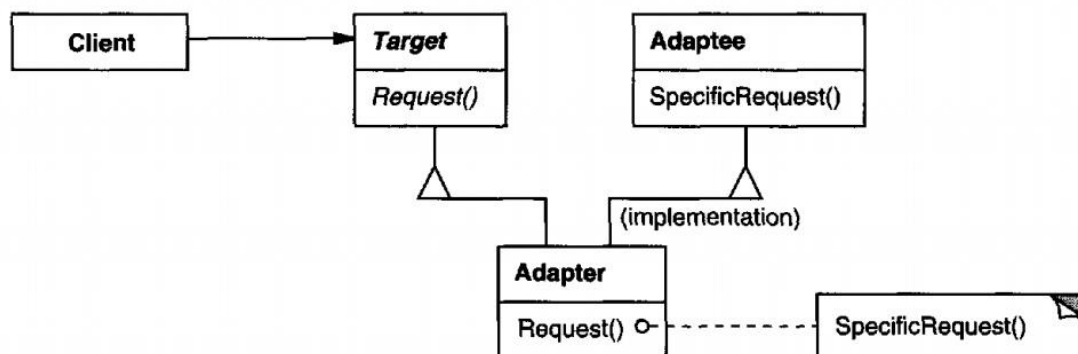 Client
Target
Adaptee
Request()
SpecificRequest()
(implementation)
Adapter
Request()
SpecificRequest()